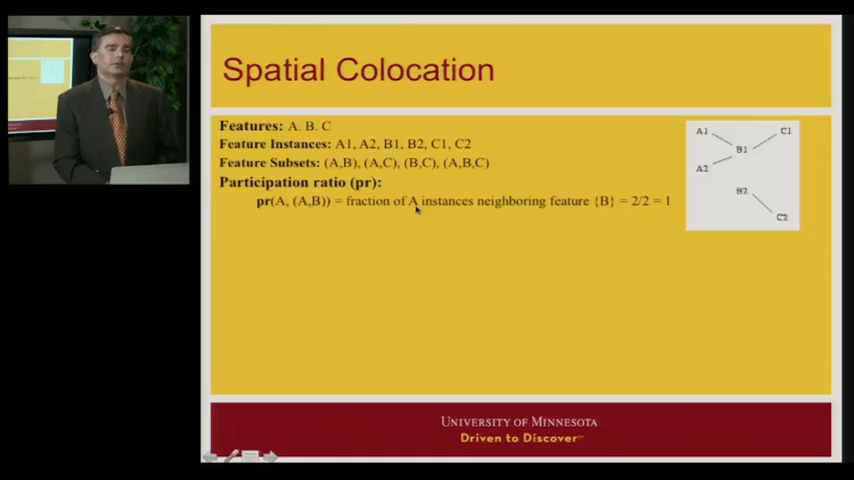 Spatial Colocation
Features: A. B. C
Feature Instances: A1, A2, B1, B2, C1, C2
Feature Subsets: (A,B), (A,C), (B,C), (A,B,C)
Participation ratio (pr):
pr(A, (A,B)) = fraction of A instances neighboring feature {B} = 2/2 = 1
A1
C1
B1
A2
B2
C2
UNIVERSITY OF MINNESOTA
Driven to Discover